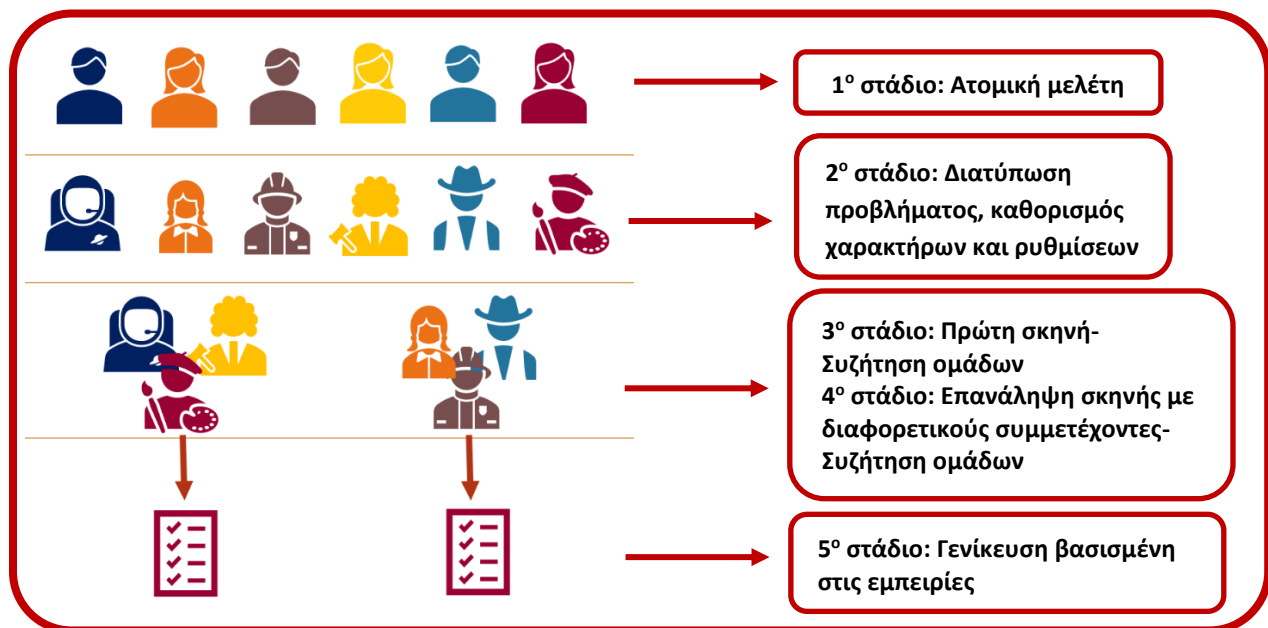 1ο στάδιο: Ατομική μελέτη
2ο στάδιο: Διατύπωση
προβλήματος, καθορισμός
χαρακτήρων και ρυθμίσεων
3ο στάδιο: Πρώτη σκηνή-
Συζήτηση ομάδων
4ο στάδιο: Επανάληψη σκηνής με
διαφορετικούς συμμετέχοντες-
Συζήτηση ομάδων
5ο στάδιο: Γενίκευση βασισμένη
στις εμπειρίες